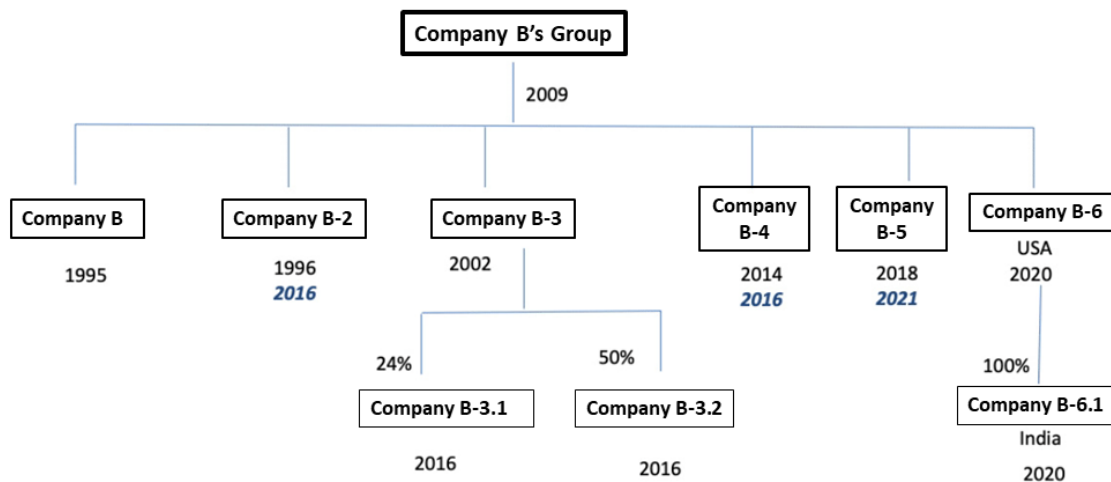 Company B's Group
2009
Company B
Company B-2
Company B-3
Company
B-4
Company
B-5
Company B-6
USA
1995
1996
2016
2002
2014
2016
2018
2021
2020
24%
50%
100%
Company B-3.1
Company B-3.2
Company B-6.1
India
2016
2016
2020